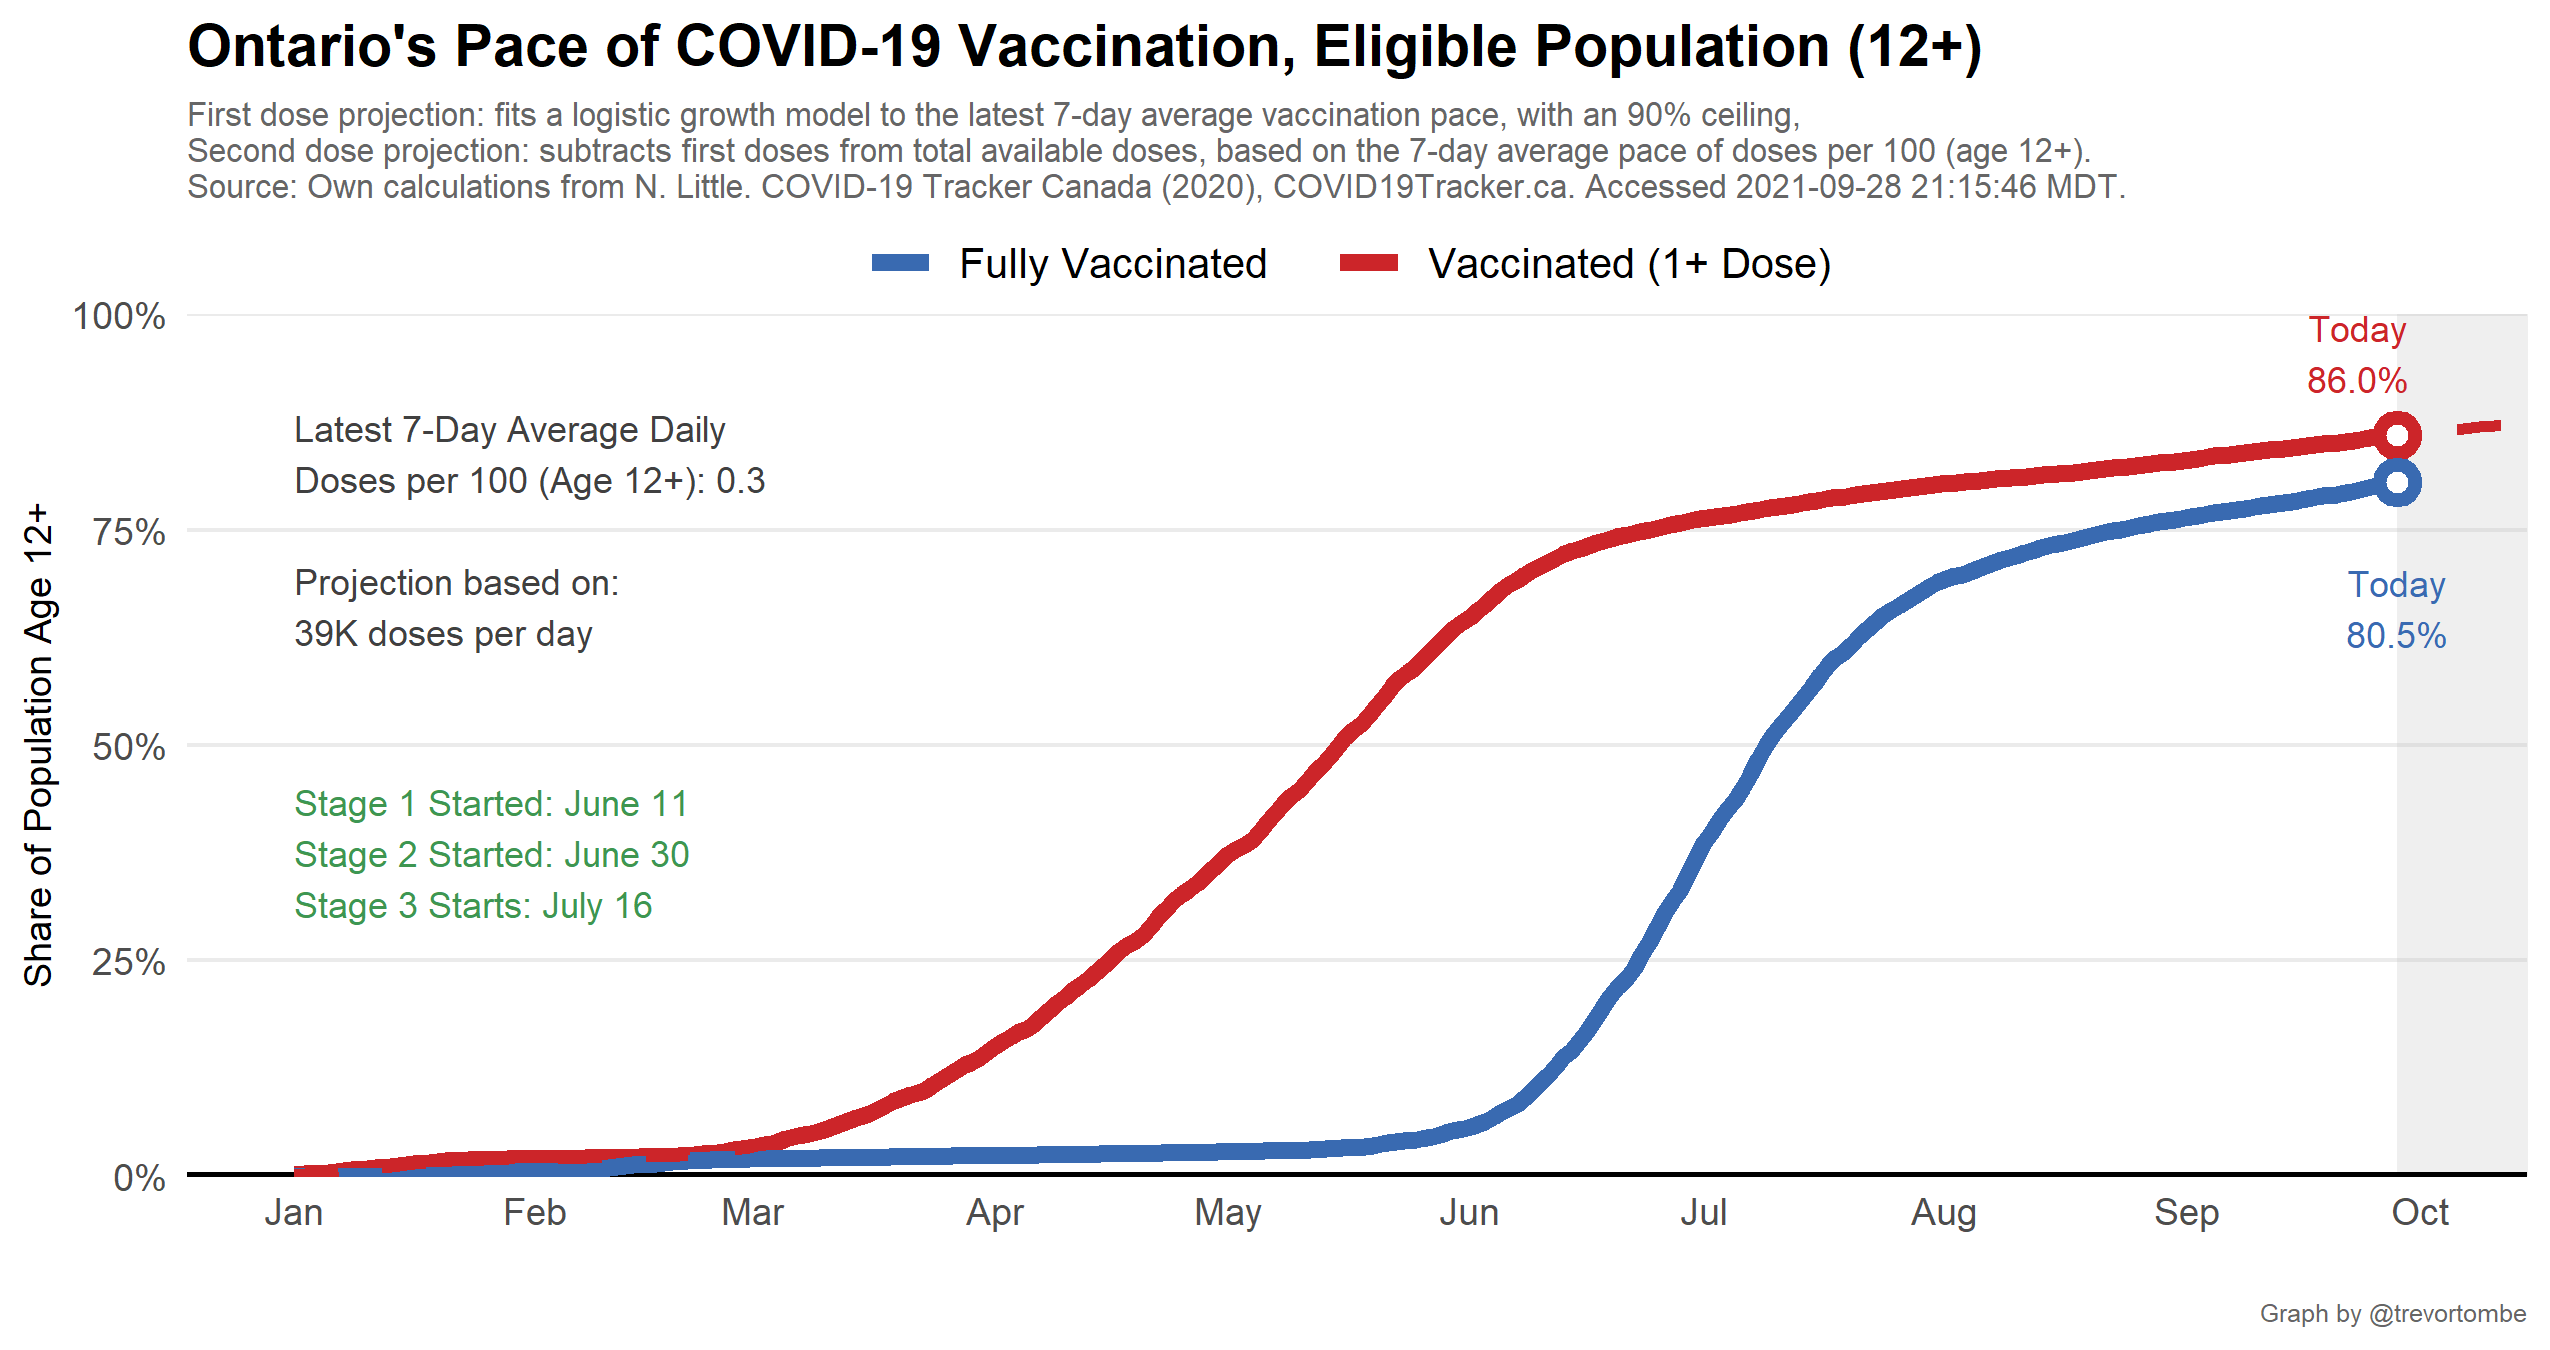 Ontario's Pace of COVID-19 Vaccination, Eligible Population (12+)
First dose projection: fits a logistic growth model to the latest 7-day average vaccination pace, with an 90% ceiling,
Second dose projection: subtracts first doses from total available doses, based on the 7-day average pace of doses per 100 (age 12+).
Source: Own calculations from N. Little. COVID-19 Tracker Canada (2020), COVID19Tracker.ca. Accessed 2021-09-28 21:15:46 MDT.
Fully Vaccinated
Vaccinated (1+ Dose)
Share of Population Age 12+
100%
75%
50%
25%
0%
Latest 7-Day Average Daily
Doses per 100 (Age 12+): 0.3
Projection based on:
39K doses per day
Stage 1 Started: June 11
Stage 2 Started: June 30
Stage 3 Starts: July 16
Today
86.0%
Today
80.5%
Jan
Feb
Mar
Apr
May
Jun
Jul
Aug
Sep
Oct
Graph by @trevortombe